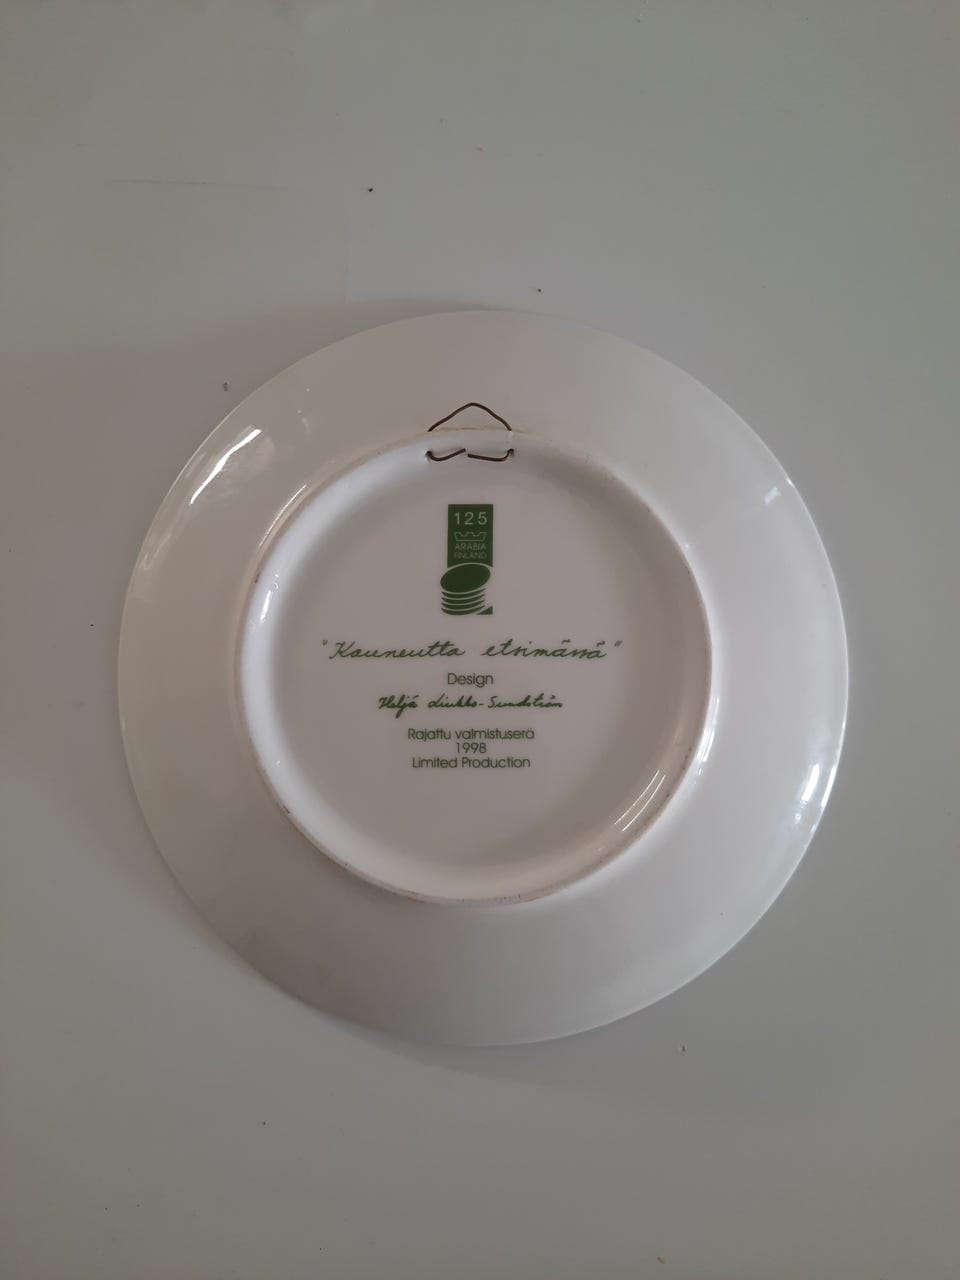 125
ARABIA
FINLAND
"Kauneutta etsimässä"
Design
Heljä Liukko-Sundström
Rajattu valmistuserä
1998
Limited Production